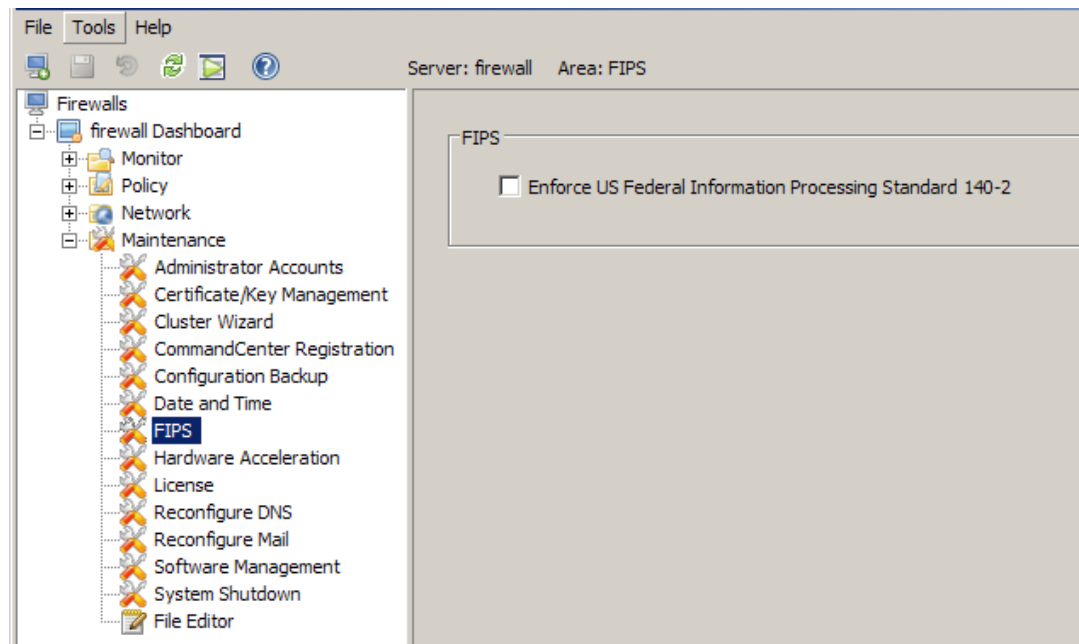 File Tools Help
Server: firewall Area: FIPS
Firewalls
firewall Dashboard
Monitor
Policy
Network
Maintenance
Administrator Accounts
Certificate/Key Management
Cluster Wizard
CommandCenter Registration
Configuration Backup
Date and Time
FIPS
Hardware Acceleration
License
Reconfigure DNS
Reconfigure Mail
Software Management
System Shutdown
File Editor
FIPS
Enforce US Federal Information Processing Standard 140-2